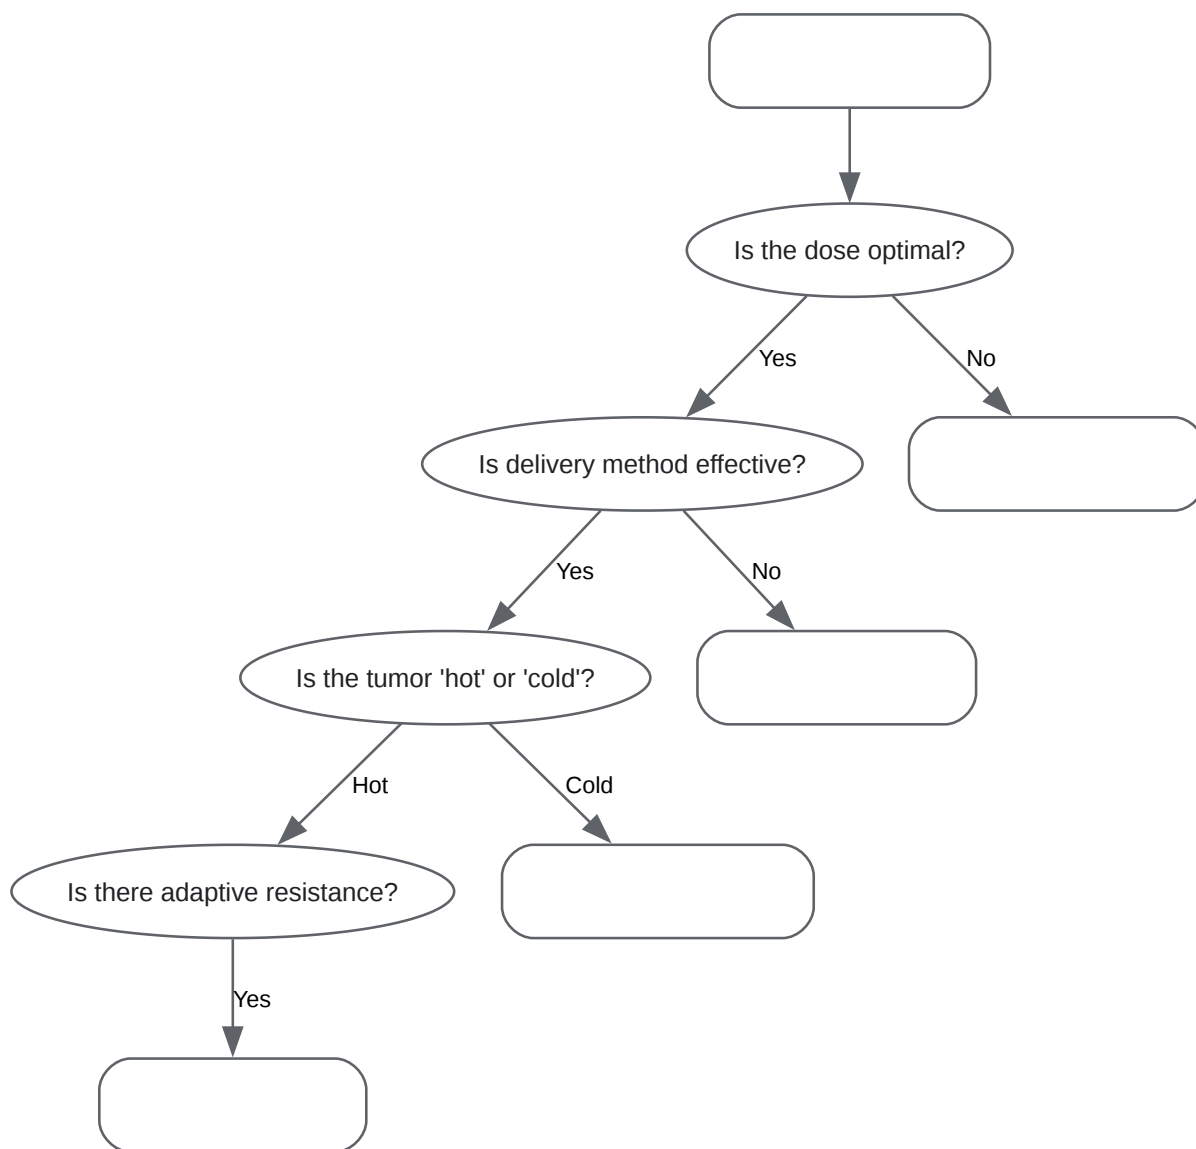 Is the dose optimal?
Yes
No
Is delivery method effective?
Yes
No
Is the tumor 'hot' or 'cold'?
Hot
Cold
Is there adaptive resistance?
Yes